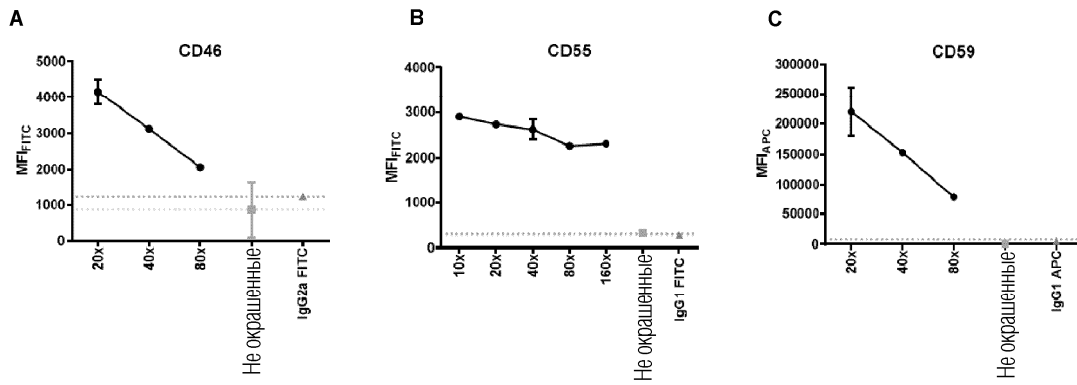 A
CD46
MFIFITC
5000
4000
3000
2000
1000
0
20x
40x
80x
Не окрашенные
IgG2a FITC
B
CD55
MFIFITC
4000
3000
2000
1000
0
10x
20x
40x
80x
160x
Не окрашенные
IgG1 FITC
C
CD59
MFIAPC
300000
250000
200000
150000
100000
50000
0
20x
40x
80x
Не окрашенные
IgG1 APC